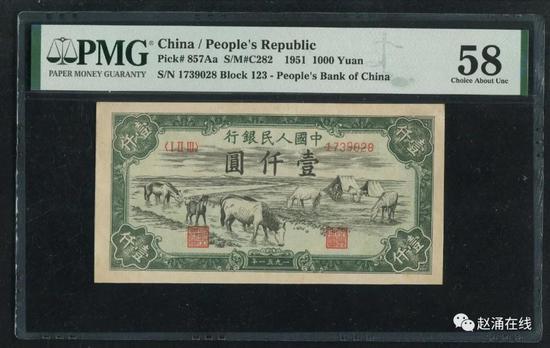 PMG
PAPER MONEY GUARANTY
China / People's Republic
Pick# 857Aa S/M#C282 1951 1000 Yuan
S/N 1739028 Block 123 - People's Bank of China
58
Choice About Unc
行銀民人國中
圓仟壹
〈I II III〉
1739028
壹仟
壹仟
壹仟
壹仟
年一五九一
赵涌在线